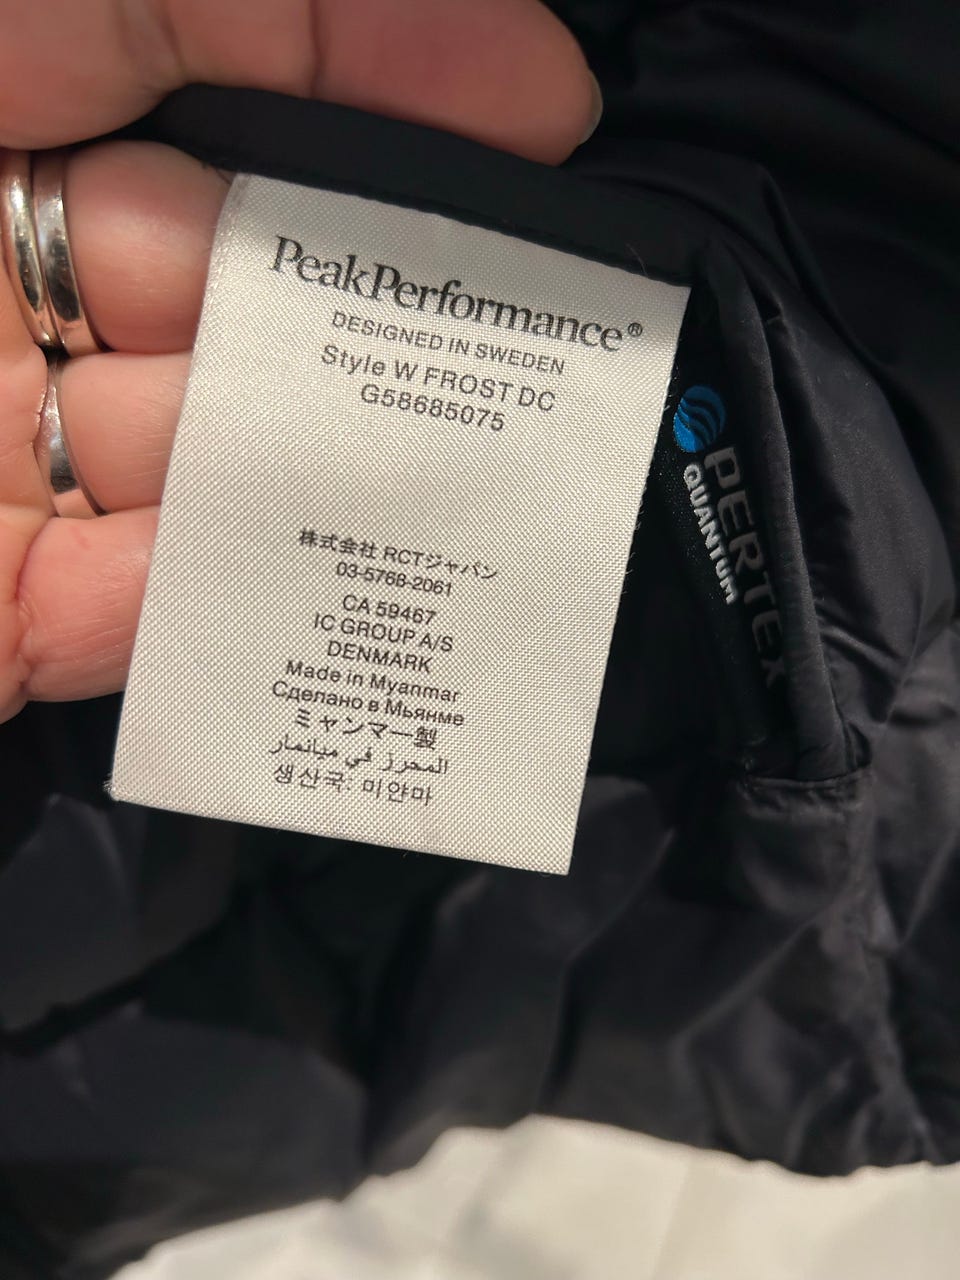 PeakPerformance®
DESIGNED IN SWEDEN
Style W FROST DC
G58685075
株式会社 RCTジャパン
03-5768-2061
CA 59467
IC GROUP A/S
DENMARK
Made in Myanmar
Сделано в Мьянме
ミャンマー製
المحرز في ميانمار
생산국: 미얀마
PERTEX
QUANTUM